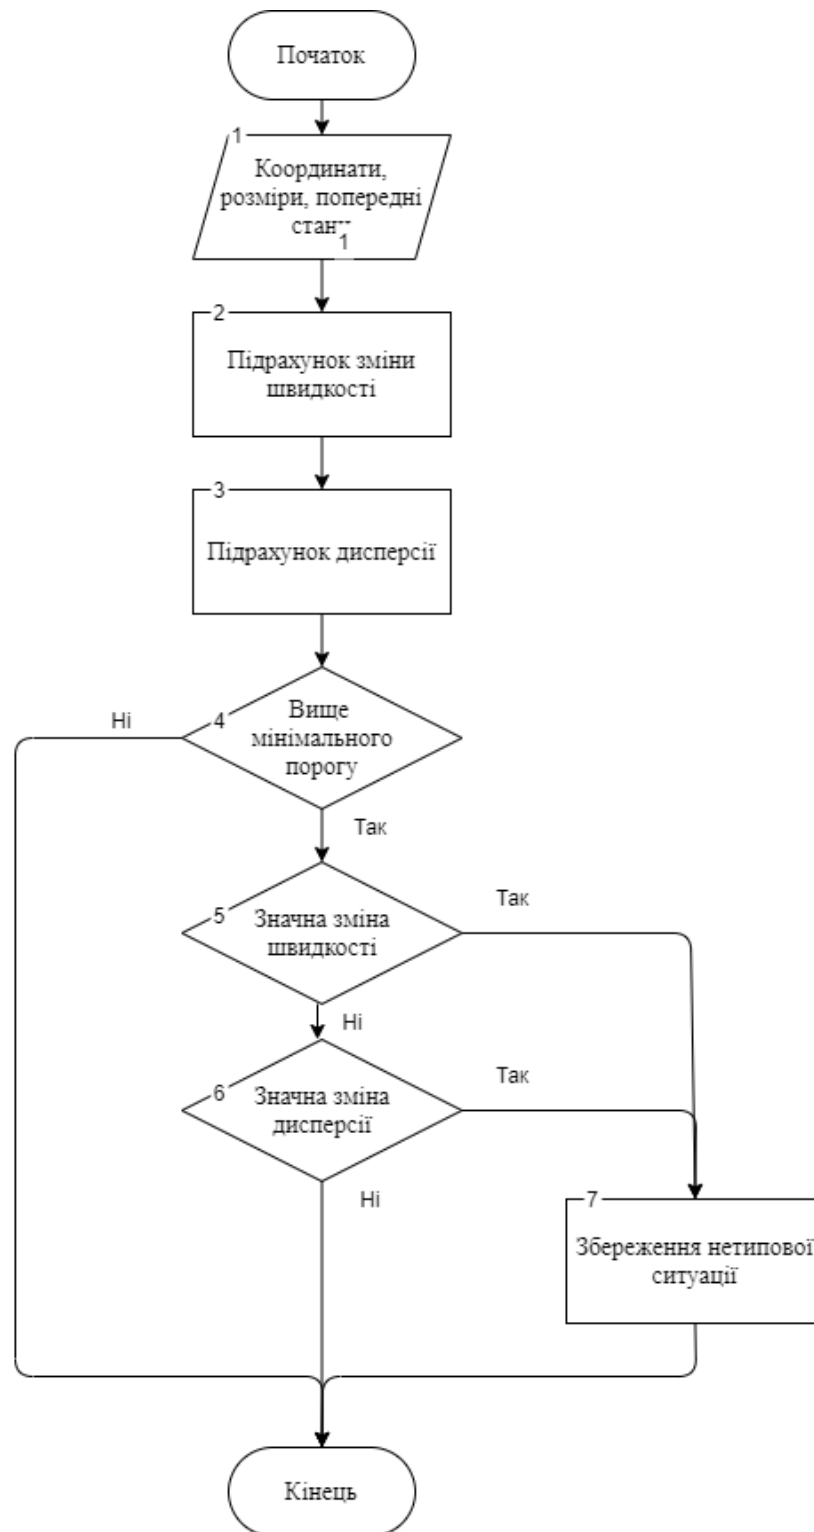 Початок
1
Координати,
розміри, попередні
1
2
Підрахунок зміни
швидкості
3
Підрахунок дисперсії
4
Вище
мінімального
порогу
Ні
Так
5
Значна зміна
швидкості
Так
Ні
6
Значна зміна
дисперсії
Так
Ні
7
Збереження нетипової
ситуації
Кінець